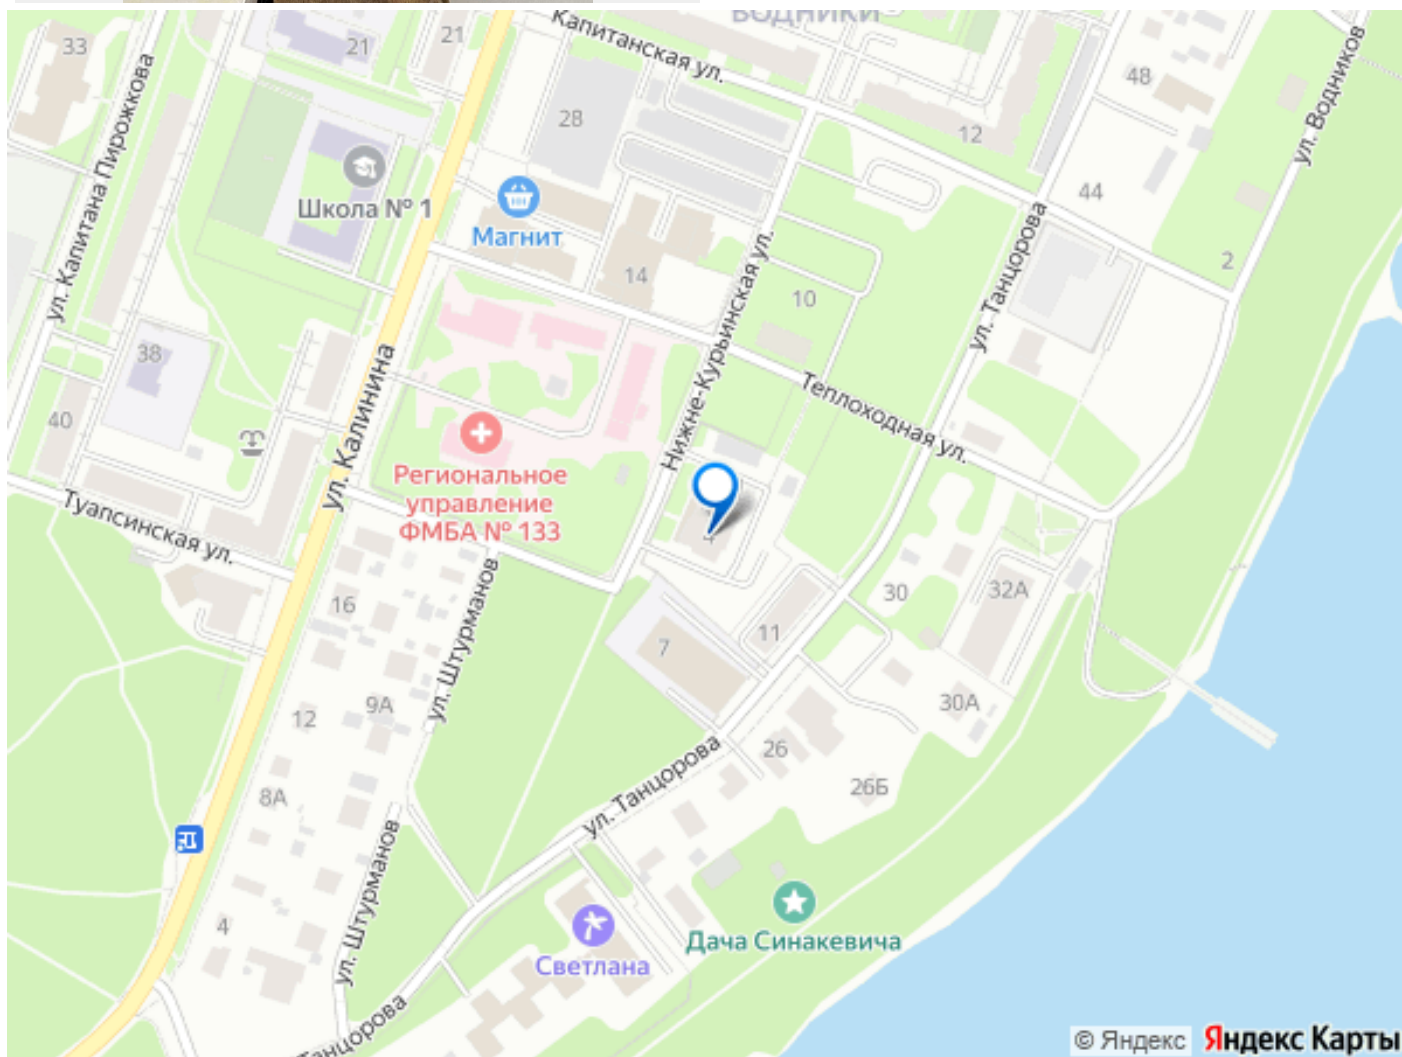 ВОДНИКИ
Капитанская ул.
33
21
21
48
ул. Водников
28
12
ул. Капитана Пирожкова
Школа № 1
44
Магнит
14
Нижне-Курьинская ул.
ул. Танцорова
2
10
38
ул. Калинина
Теплоходная ул.
40
Региональное
управление
ФМБА № 133
4
Туапсинская ул.
16
30
32А
ул. Штурманов
11
7
9А
12
30А
26
26Б
8А
ул. Танцорова
ул. Штурманов
4
Дача Синакевича
Светлана
Танцорова
© Яндекс
Яндекс Карты